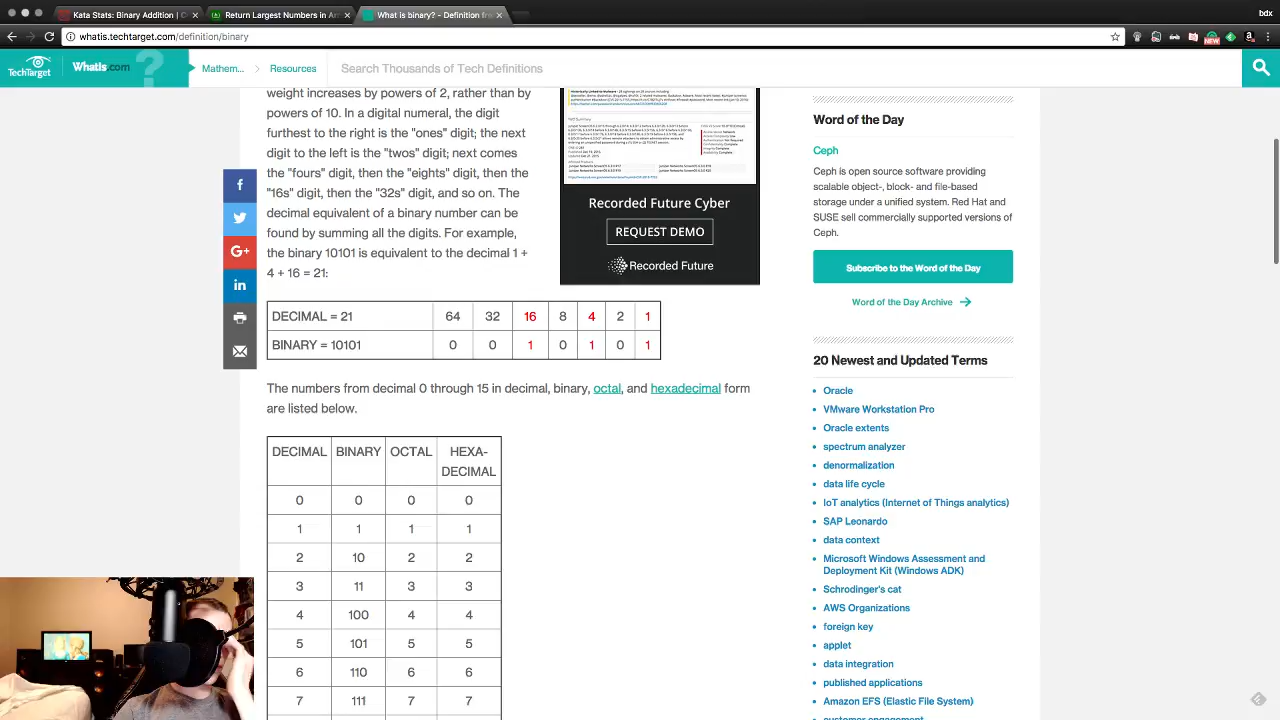 Kata Stats: Binary Addition | C
Return Largest Numbers in Arra
What is binary? - Definition fro
bdx
whatis.techtarget.com/definition/binary
NEW
TechTarget
WhatIs.com
?
Mathem...
Resources
Search Thousands of Tech Definitions
weight increases by powers of 2, rather than by
powers of 10. In a digital numeral, the digit
furthest to the right is the "ones" digit; the next
digit to the left is the "twos" digit; next comes
the "fours" digit, then the "eights" digit, then the
"16s" digit, then the "32s" digit, and so on. The
decimal equivalent of a binary number can be
found by summing all the digits. For example,
the binary 10101 is equivalent to the decimal 1 +
4 + 16 = 21:
DECIMAL = 21 64 32 16 8 4 2 1
BINARY = 10101 0 0 1 0 1 0 1
The numbers from decimal 0 through 15 in decimal, binary, octal, and hexadecimal form
are listed below.
DECIMAL BINARY OCTAL HEXA-
DECIMAL
0 0 0 0
1 1 1 1
2 10 2 2
3 11 3 3
4 100 4 4
5 101 5 5
6 110 6 6
7 111 7 7
Recorded Future Cyber
REQUEST DEMO
Recorded Future
Word of the Day
Ceph
Ceph is open source software providing
scalable object-, block- and file-based
storage under a unified system. Red Hat and
SUSE sell commercially supported versions of
Ceph.
Subscribe to the Word of the Day
Word of the Day Archive
20 Newest and Updated Terms
Oracle
VMware Workstation Pro
Oracle extents
spectrum analyzer
denormalization
data life cycle
IoT analytics (Internet of Things analytics)
SAP Leonardo
data context
Microsoft Windows Assessment and
Deployment Kit (Windows ADK)
Schrodinger's cat
AWS Organizations
foreign key
applet
data integration
published applications
Amazon EFS (Elastic File System)
customer engagement
f
G+
in